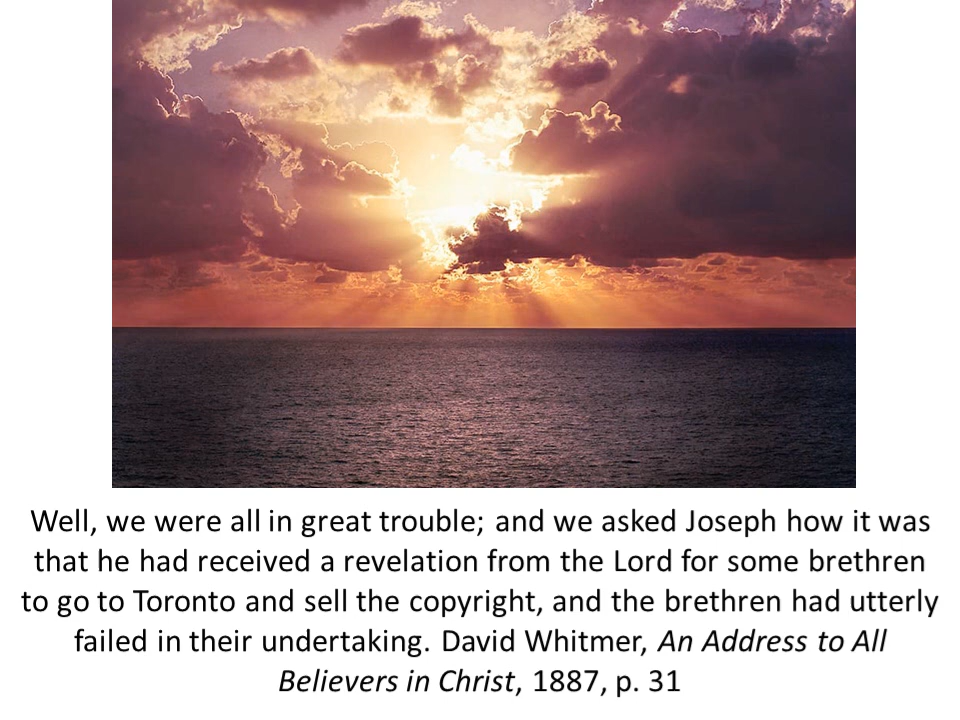 Well, we were all in great trouble; and we asked Joseph how it was
that he had received a revelation from the Lord for some brethren
to go to Toronto and sell the copyright, and the brethren had utterly
failed in their undertaking. David Whitmer, An Address to All
Believers in Christ, 1887, p. 31